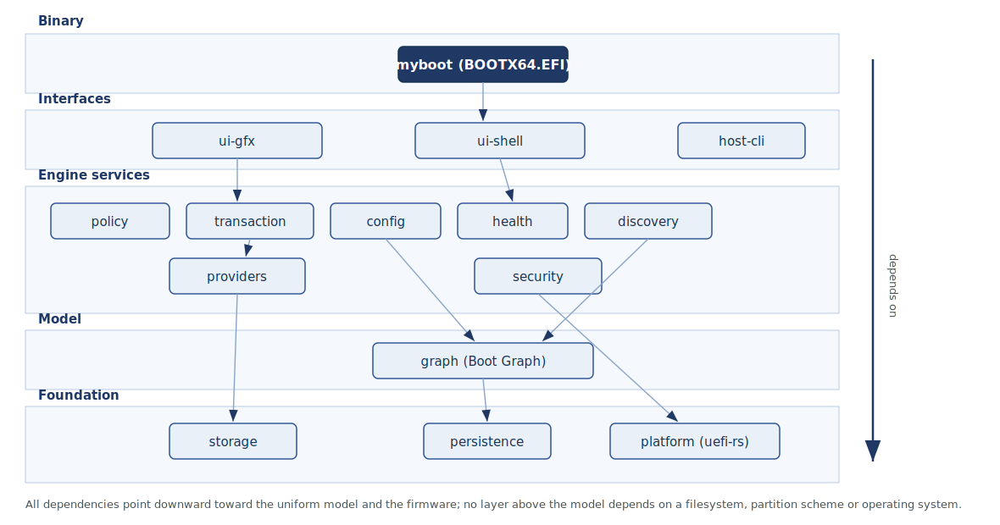 Binary
myboot (BOOTX64.EFI)
Interfaces
ui-gfx
ui-shell
host-cli
Engine services
policy
transaction
config
health
discovery
providers
security
depends on
Model
graph (Boot Graph)
Foundation
storage
persistence
platform (uefi-rs)
All dependencies point downward toward the uniform model and the firmware; no layer above the model depends on a filesystem, partition scheme or operating system.